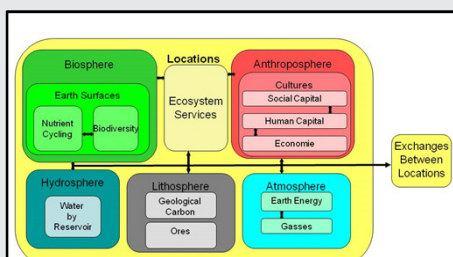 Locations
Biosphere
Earth Surfaces
Nutrient
Cycling
Biodiversity
Ecosystem
Services
Anthroposphere
Cultures
Social Capital
Human Capital
Economie
Exchanges
Between
Locations
Hydrosphere
Water
by
Reservoir
Lithosphere
Geological
Carbon
Ores
Atmosphere
Earth Energy
Gasses